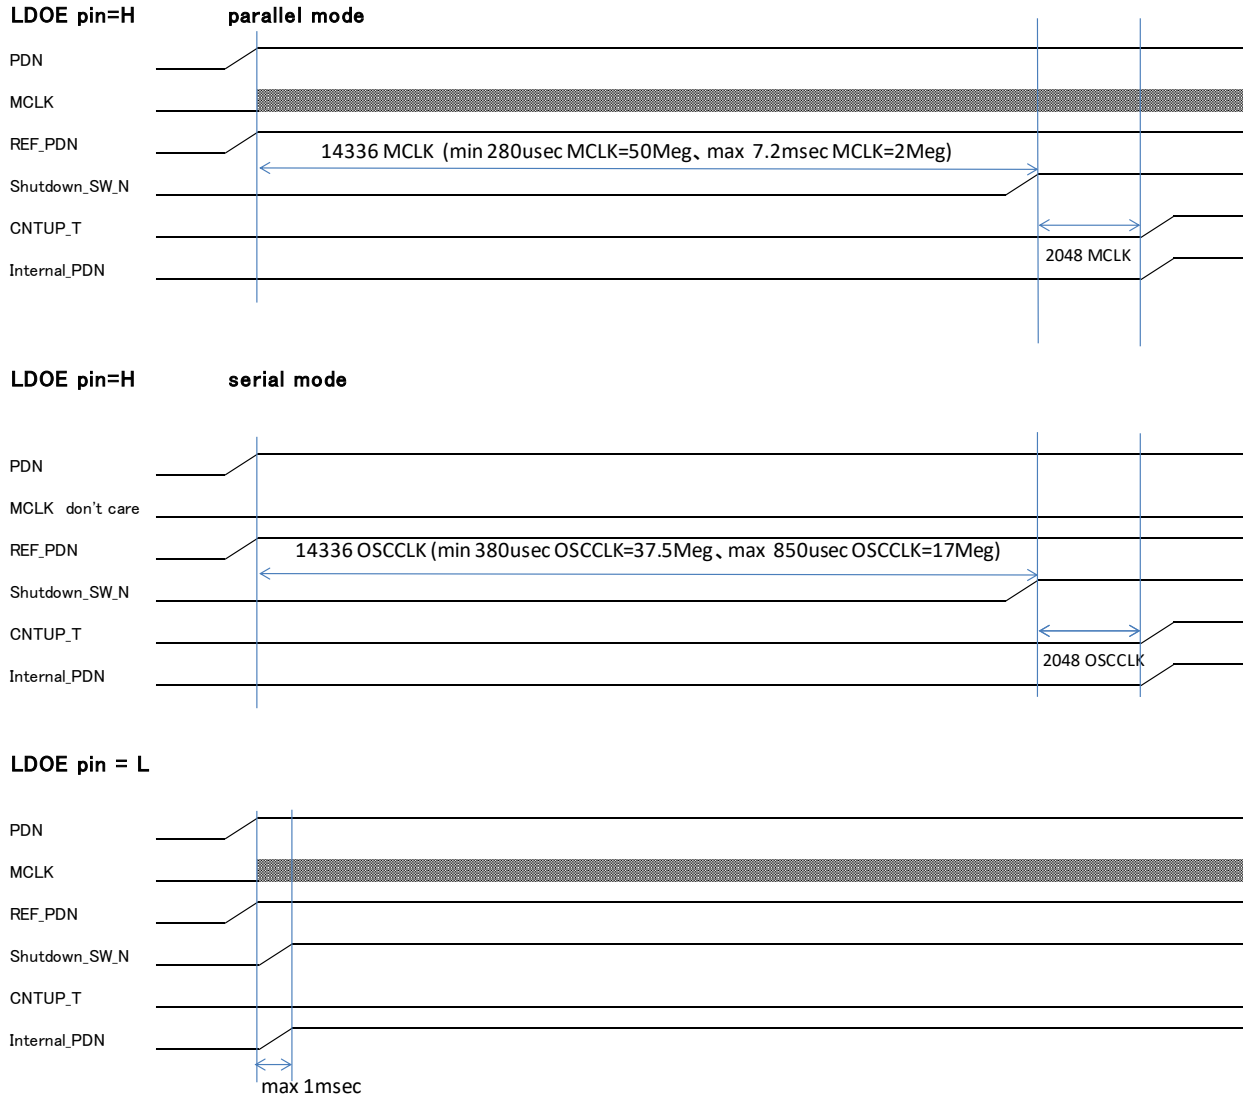 LDOE pin=H parallel mode
PDN
MCLK
REF_PDN
14336 MCLK (min 280usec MCLK=50Meg、max 7.2msec MCLK=2Meg)
Shutdown_SW_N
CNTUP_T
2048 MCLK
Internal_PDN
LDOE pin=H serial mode
PDN
MCLK don't care
REF_PDN
14336 OSCCLK (min 380usec OSCCLK=37.5Meg、max 850usec OSCCLK=17Meg)
Shutdown_SW_N
CNTUP_T
2048 OSCCLK
Internal_PDN
LDOE pin = L
PDN
MCLK
REF_PDN
Shutdown_SW_N
CNTUP_T
Internal_PDN
max 1msec